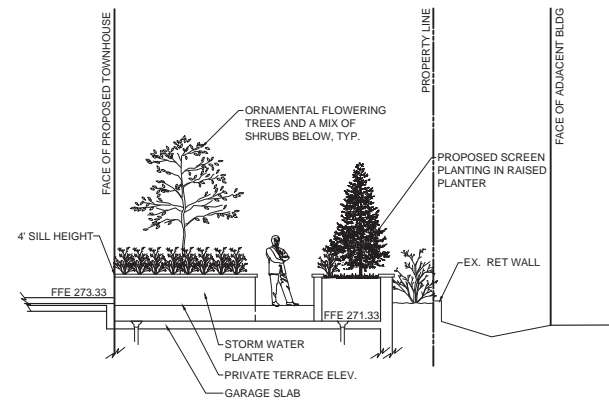 FACE OF PROPOSED TOWNHOUSE
PROPERTY LINE
FACE OF ADJACENT BLDG
ORNAMENTAL FLOWERING
TREES AND A MIX OF
SHRUBS BELOW, TYP.
PROPOSED SCREEN
PLANTING IN RAISED
PLANTER
4' SILL HEIGHT
EX. RET WALL
FFE 273.33
FFE 271.33
STORM WATER
PLANTER
PRIVATE TERRACE ELEV.
GARAGE SLAB